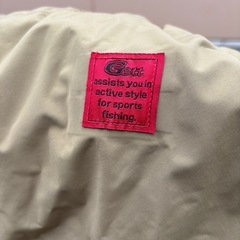 assists you in
active style
for sports
fishing.